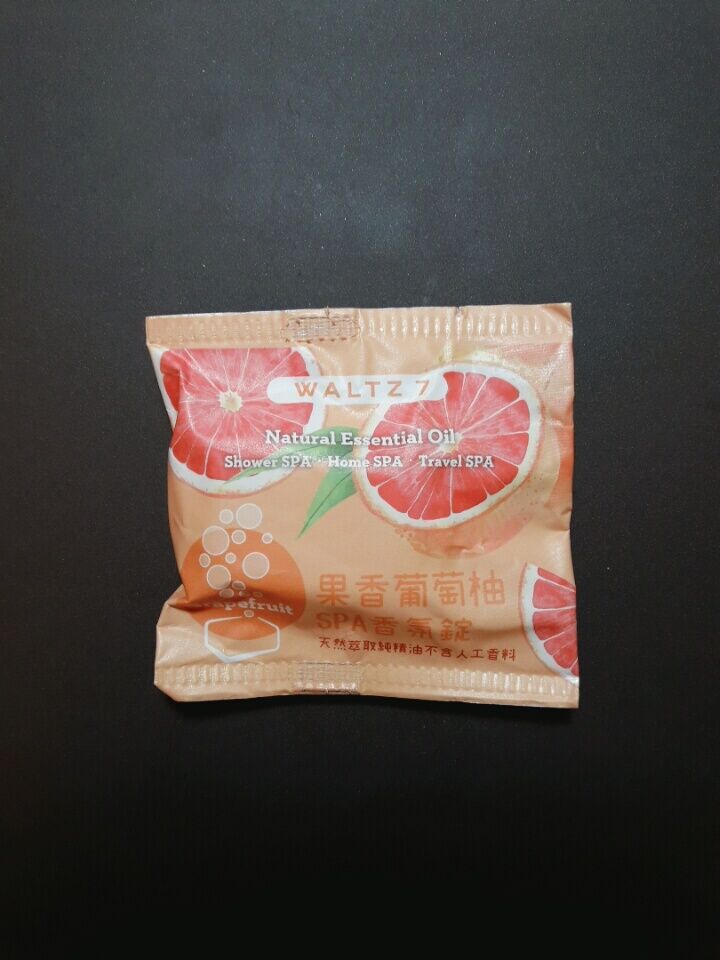 WALTZ 7
Natural Essential Oil
Shower SPA · Home SPA · Travel SPA
Grapefruit
果香葡萄柚
SPA香氛錠
天然萃取純精油不含人工香料